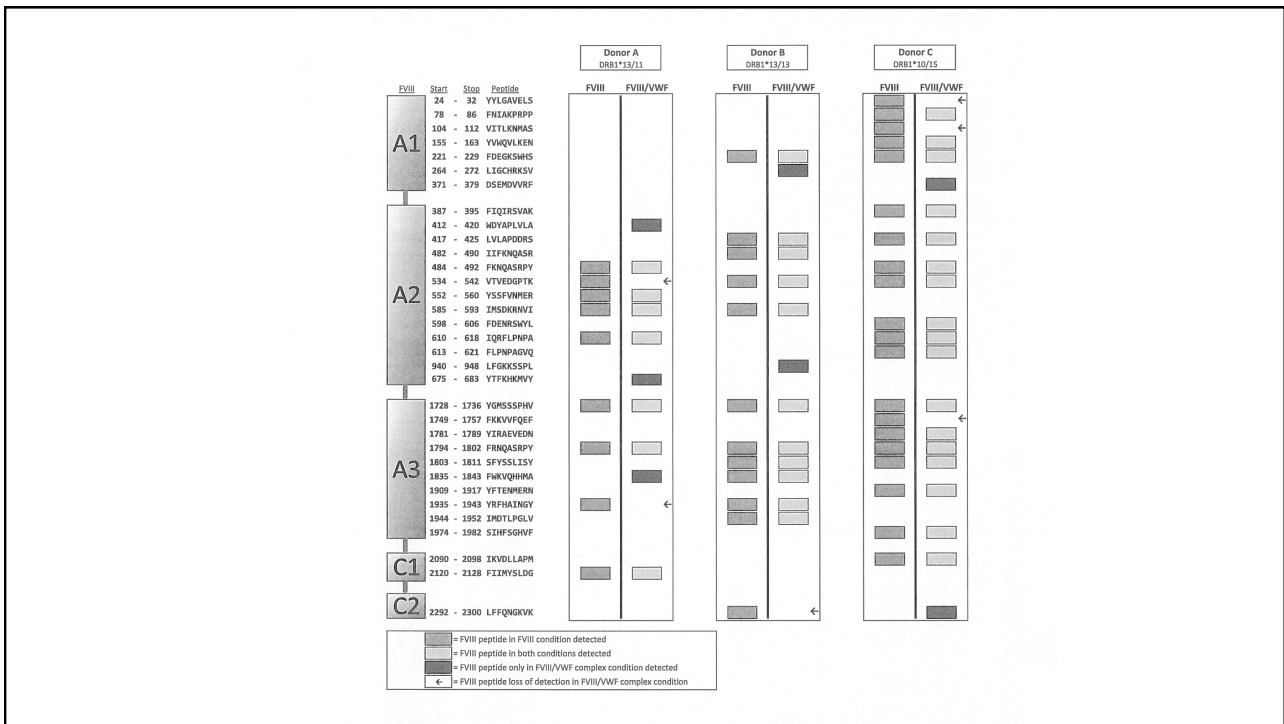 Donor A
DRB1*13/11
Donor B
DRB1*13/13
Donor C
DRB1*10/15
FVIII Start Stop Peptide FVIII FVIII/VWF FVIII FVIII/VWF FVIII FVIII/VWF
A1
24 - 32 YYLGAVELS ←
78 - 86 FNIAKPRPP
104 - 112 VITLKNMAS ←
155 - 163 YVWQVLKEN
221 - 229 FDEGKSWHS
264 - 272 LIGCHRKSV
371 - 379 DSEMDVVRF
A2
387 - 395 FIQIRSVAK
412 - 420 WDYAPLVLA
417 - 425 LVLAPDDRS
482 - 490 IIFKNQASR
484 - 492 FKNQASRPY
534 - 542 VTVEDGPTK ←
552 - 560 YSSFVNMER
585 - 593 IMSDKRNVI
598 - 606 FDENRSWYL
610 - 618 IQRFLPNPA
613 - 621 FLPNPAGVQ
940 - 948 LFGKKSSPL
675 - 683 YTFKHKMVY
A3
1728 - 1736 YGMSSSPHV
1749 - 1757 FKKVVFQEF ←
1781 - 1789 YIRAEVEDN
1794 - 1802 FRNQASRPY
1803 - 1811 SFYSSLISY
1835 - 1843 FWKVQHHMA
1909 - 1917 YFTENMERN
1935 - 1943 YRFHAINGY ←
1944 - 1952 IMDTLPGLV
1974 - 1982 SIHFSGHVF
C1
2090 - 2098 IKVDLLAPM
2120 - 2128 FIIMYSLDG
C2
2292 - 2300 LFFQNGKVK ←
= FVIII peptide in FVIII condition detected
= FVIII peptide in both conditions detected
= FVIII peptide only in FVIII/VWF complex condition detected
← = FVIII peptide loss of detection in FVIII/VWF complex condition